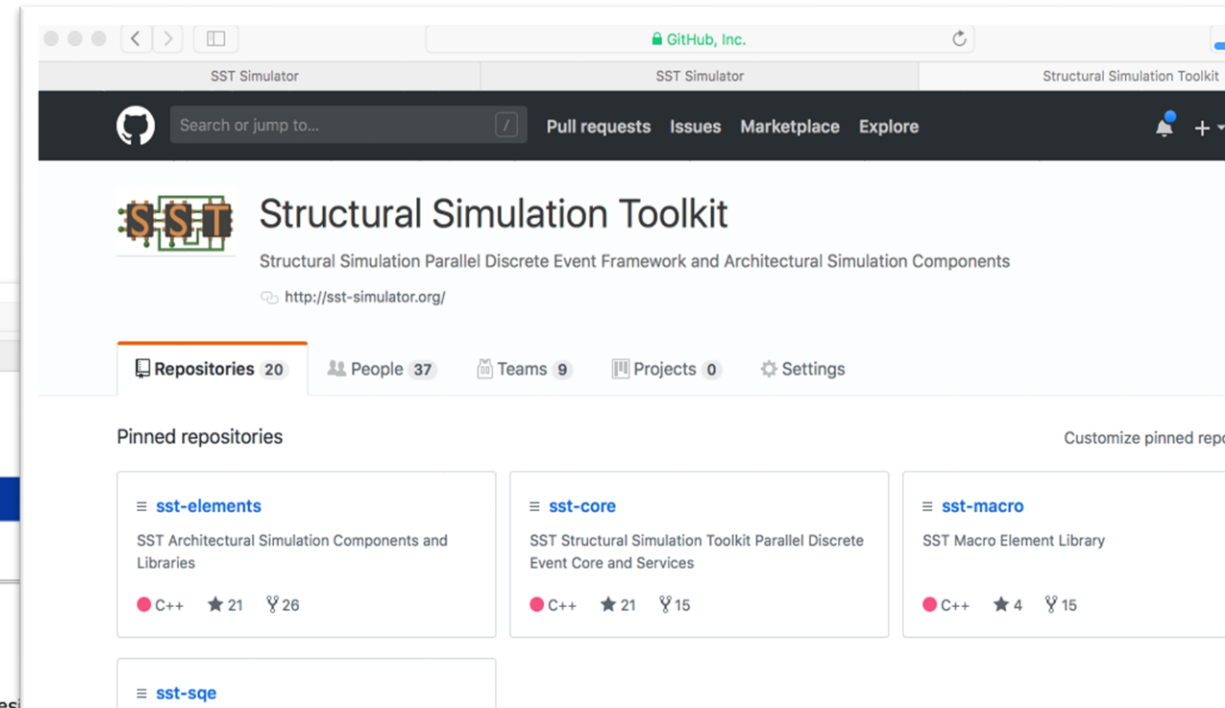 GitHub, Inc.
SST Simulator
SST Simulator
Structural Simulation Toolkit
Search or jump to...
/
Pull requests
Issues
Marketplace
Explore
SST
Structural Simulation Toolkit
Structural Simulation Parallel Discrete Event Framework and Architectural Simulation Components
http://sst-simulator.org/
Repositories 20
People 37
Teams 9
Projects 0
Settings
Pinned repositories
Customize pinned repo
sst-elements
SST Architectural Simulation Components and
Libraries
C++ 21 26
sst-core
SST Structural Simulation Toolkit Parallel Discrete
Event Core and Services
C++ 21 15
sst-macro
SST Macro Element Library
C++ 4 15
sst-sqe